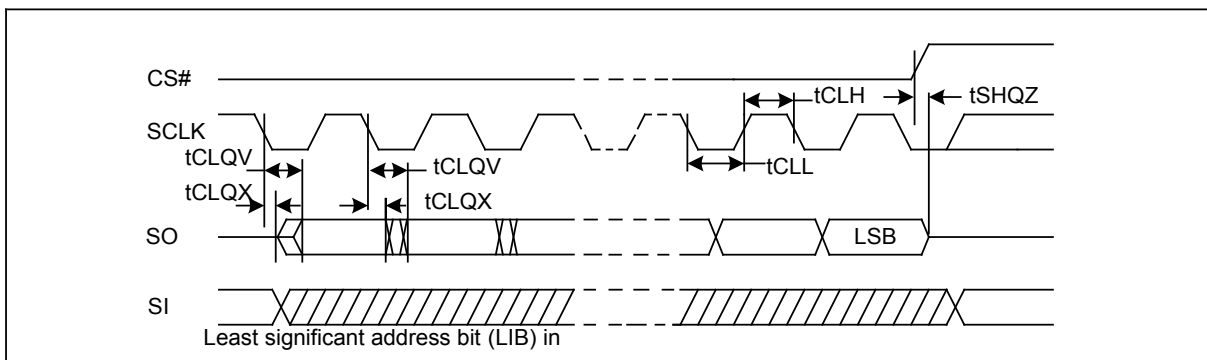 CS#
tCLH
tSHQZ
SCLK
tCLQV
tCLQV
tCLL
tCLQX
tCLQX
SO
LSB
SI
Least significant address bit (LIB) in